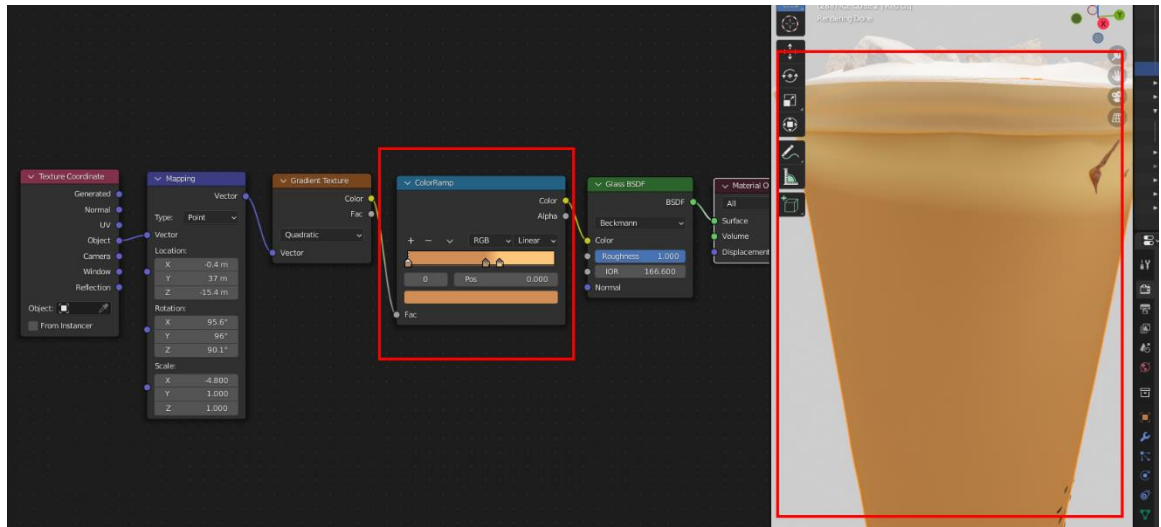 Rendering Done
Texture Coordinate
Generated
Normal
UV
Object
Camera
Window
Reflection
Object:
From Instancer
Mapping
Vector
Type: Point
Vector
Location:
X -0.4 m
Y 37 m
Z -15.4 m
Rotation:
X 95.6°
Y 96°
Z 90.1°
Scale:
X -4.800
Y 1.000
Z 1.000
Gradient Texture
Color
Fac
Quadratic
Vector
ColorRamp
Color
Alpha
+ − RGB Linear
0 Pos 0.000
Fac
Glass BSDF
BSDF
Beckmann
Color
Roughness 1.000
IOR 166.600
Normal
Material O
All
Surface
Volume
Displacement
X
Y